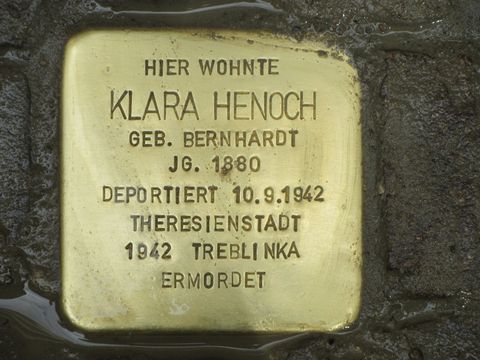 HIER WOHNTE
KLARA HENOCH
GEB. BERNHARDT
JG. 1880
DEPORTIERT 10.9.1942
THERESIENSTADT
1942 TREBLINKA
ERMORDET